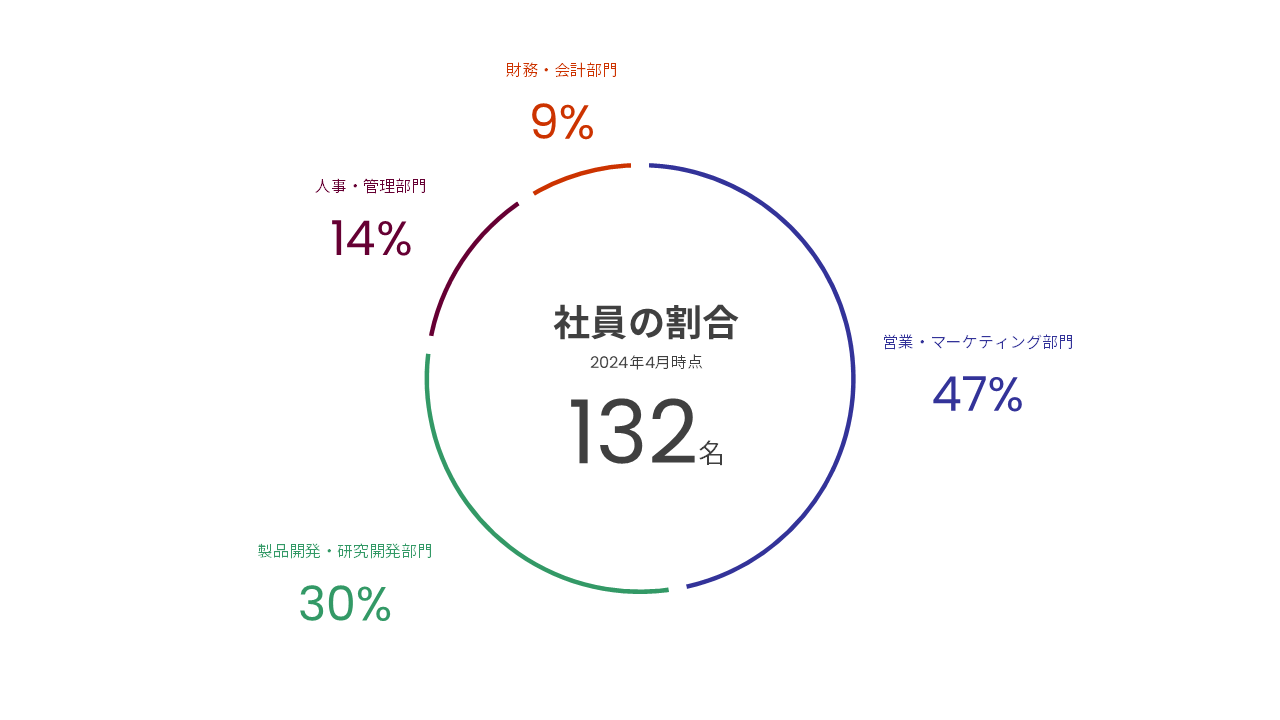 財務・会計部門
9%
人事・管理部門
14%
社員の割合
2024年4月時点
132名
営業・マーケティング部門
47%
製品開発・研究開発部門
30%